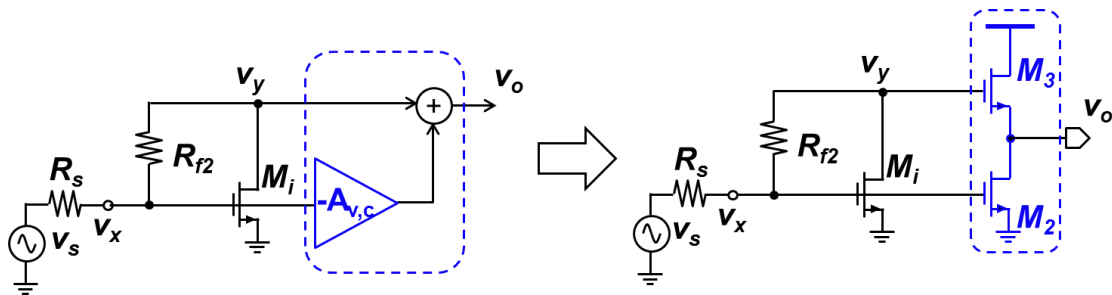 v_y
v_o
+
R_f2
R_s
M_i
-A_v,c
v_x
v_s
v_y
M_3
v_o
R_f2
R_s
M_i
v_x
v_s
M_2